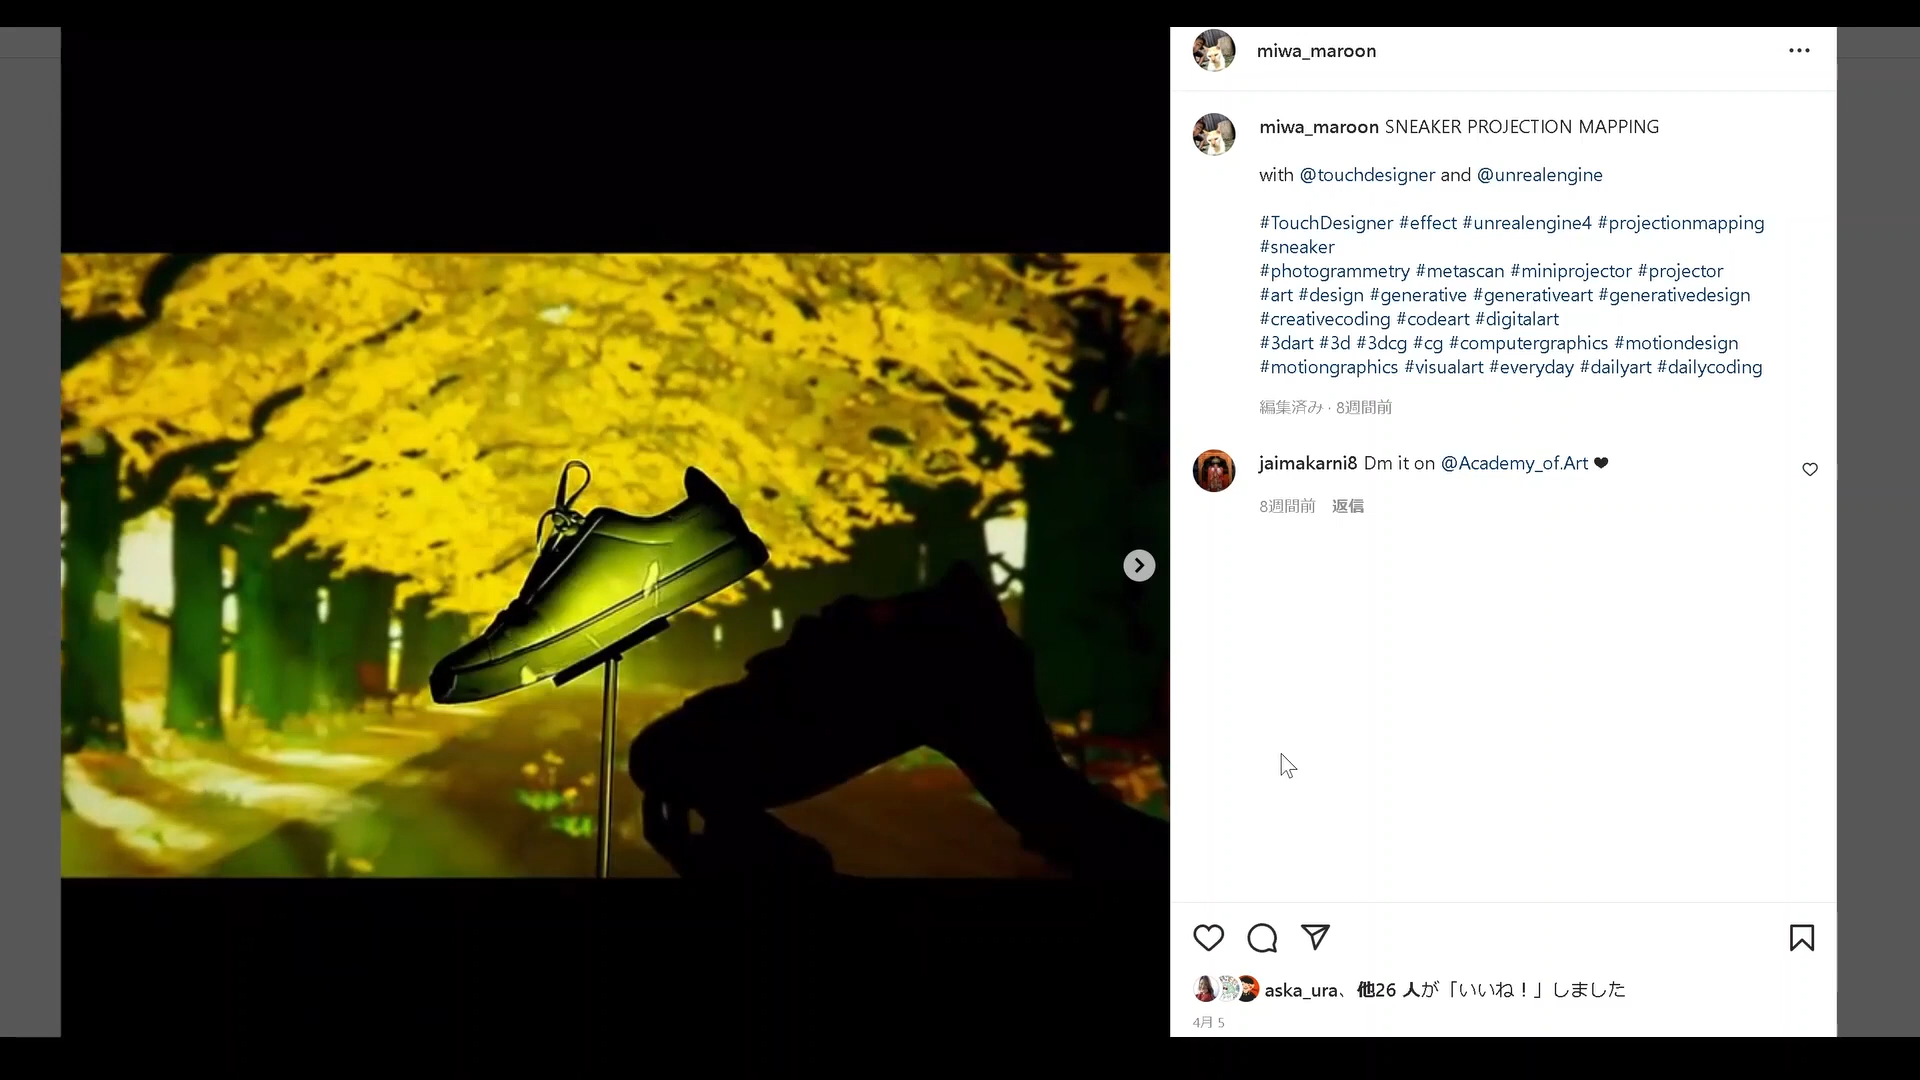 miwa_maroon
miwa_maroon SNEAKER PROJECTION MAPPING
with @touchdesigner and @unrealengine
#TouchDesigner #effect #unrealengine4 #projectionmapping
#sneaker
#photogrammetry #metascan #miniprojector #projector
#art #design #generative #generativeart #generativedesign
#creativecoding #codeart #digitalart
#3dart #3d #3dcg #cg #computergraphics #motiondesign
#motiongraphics #visualart #everyday #dailyart #dailycoding
編集済み · 8週間前
jaimakarni8 Dm it on @Academy_of.Art ❤
8週間前 返信
aska_ura、他26 人が「いいね！」しました
4月 5